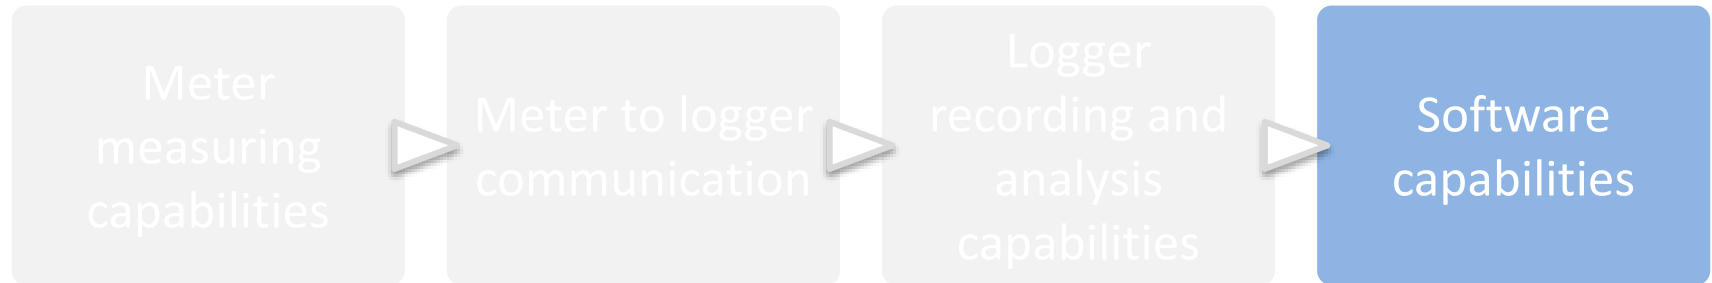 Meter
measuring
capabilities
Meter to logger
communication
Logger
recording and
analysis
capabilities
Software
capabilities